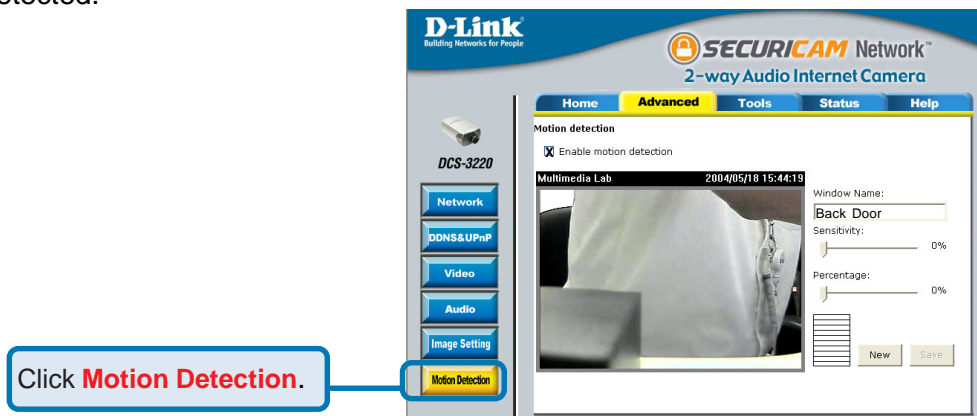 D-Link
Building Networks for People
SECURICAM Network™
2-way Audio Internet Camera
Home Advanced Tools Status Help
Motion detection
X Enable motion detection
DCS-3220
Multimedia Lab 2004/05/18 15:44:19
Network
DDNS&UPnP
Video
Audio
Image Setting
Motion Detection
Window Name:
Back Door
Sensitivity:
0%
Percentage:
0%
New Save
Click Motion Detection.